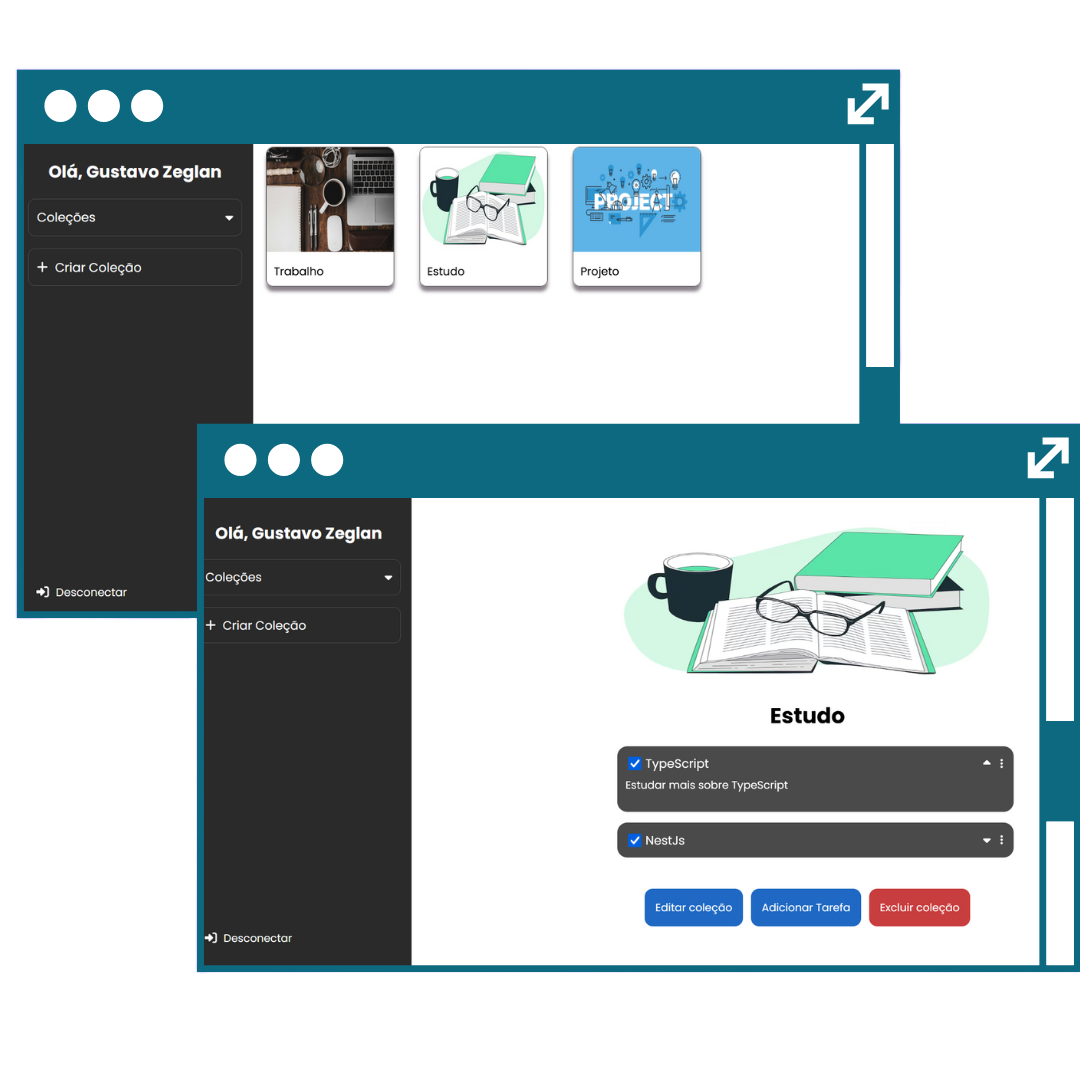 Olá, Gustavo Zeglan
Coleções
+ Criar Coleção
Desconectar
PROJECT
Trabalho
Estudo
Projeto
Olá, Gustavo Zeglan
Coleções
+ Criar Coleção
Desconectar
Estudo
TypeScript
Estudar mais sobre TypeScript
NestJs
Editar coleção
Adicionar Tarefa
Excluir coleção